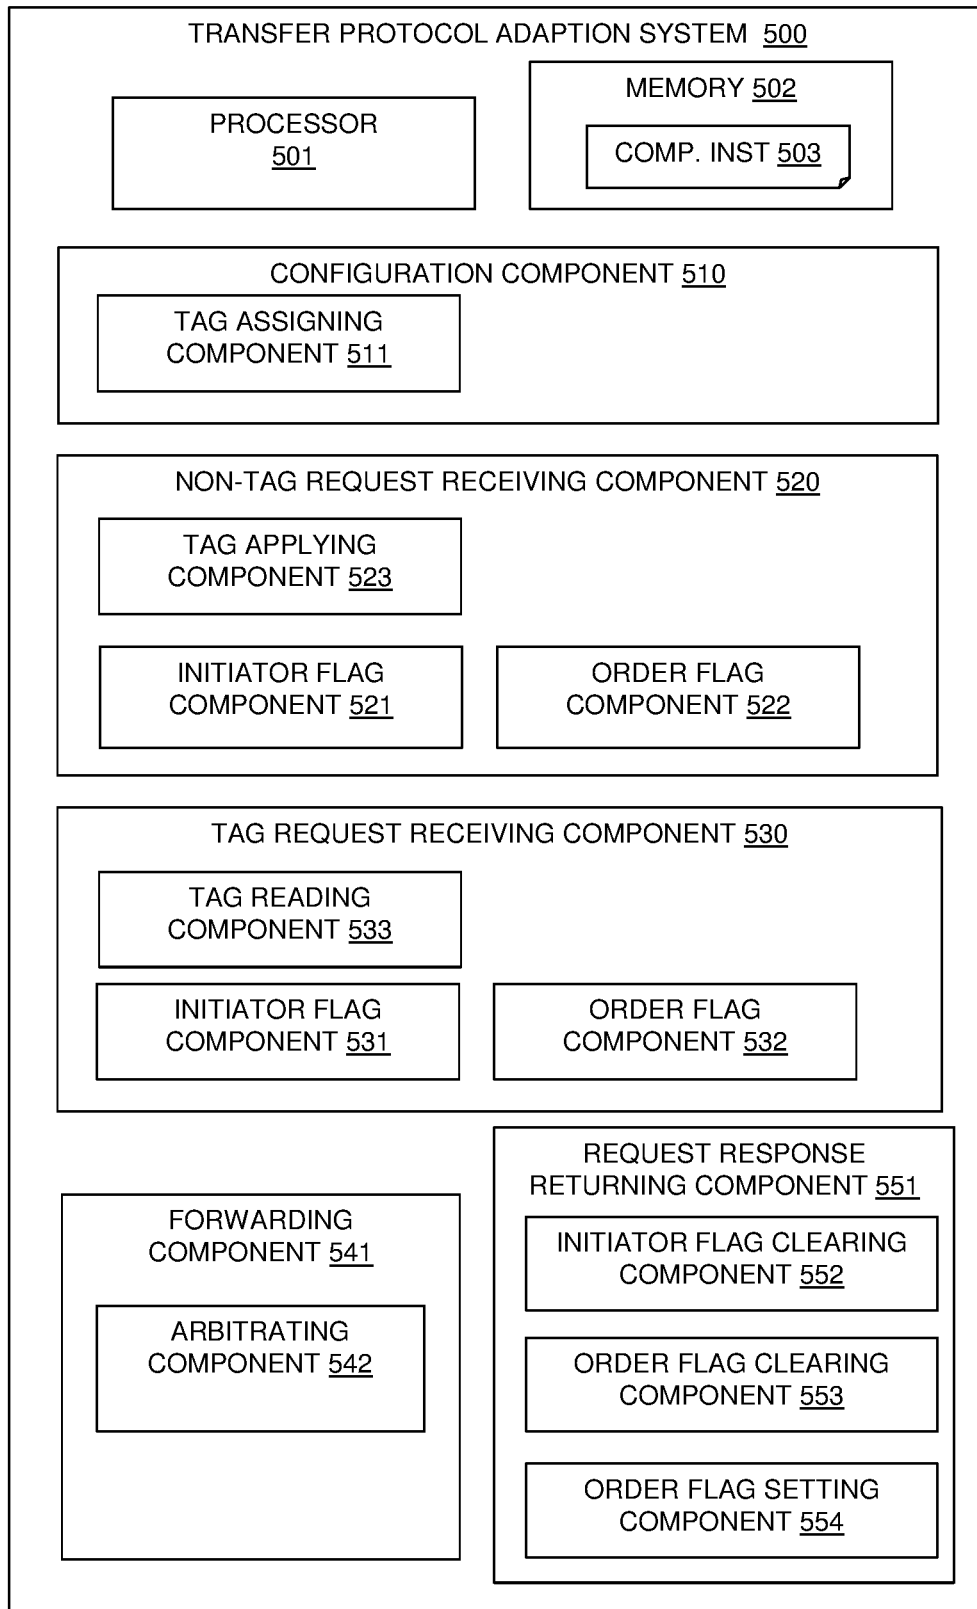 TRANSFER PROTOCOL ADAPTION SYSTEM 500
PROCESSOR
501
MEMORY 502
COMP. INST 503
CONFIGURATION COMPONENT 510
TAG ASSIGNING
COMPONENT 511
NON-TAG REQUEST RECEIVING COMPONENT 520
TAG APPLYING
COMPONENT 523
INITIATOR FLAG
COMPONENT 521
ORDER FLAG
COMPONENT 522
TAG REQUEST RECEIVING COMPONENT 530
TAG READING
COMPONENT 533
INITIATOR FLAG
COMPONENT 531
ORDER FLAG
COMPONENT 532
FORWARDING
COMPONENT 541
ARBITRATING
COMPONENT 542
REQUEST RESPONSE
RETURNING COMPONENT 551
INITIATOR FLAG CLEARING
COMPONENT 552
ORDER FLAG CLEARING
COMPONENT 553
ORDER FLAG SETTING
COMPONENT 554